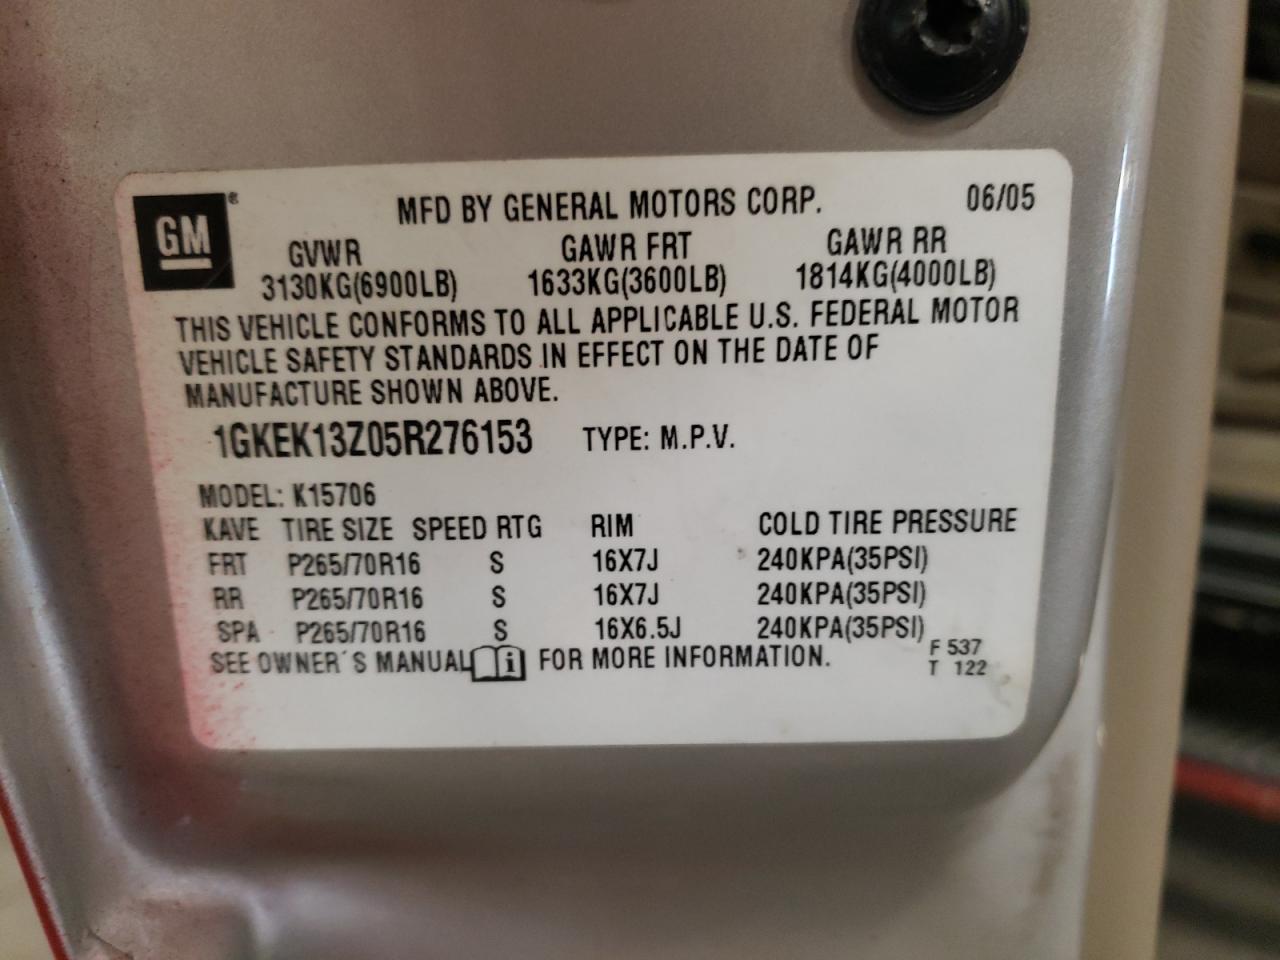 GM ® MFD BY GENERAL MOTORS CORP. 06/05
GVWR GAWR FRT GAWR RR
3130KG(6900LB) 1633KG(3600LB) 1814KG(4000LB)
THIS VEHICLE CONFORMS TO ALL APPLICABLE U.S. FEDERAL MOTOR
VEHICLE SAFETY STANDARDS IN EFFECT ON THE DATE OF
MANUFACTURE SHOWN ABOVE.
1GKEK13Z05R276153 TYPE: M.P.V.
MODEL: K15706
KAVE TIRE SIZE SPEED RTG RIM COLD TIRE PRESSURE
FRT P265/70R16 S 16X7J 240KPA(35PSI)
RR P265/70R16 S 16X7J 240KPA(35PSI)
SPA P265/70R16 S 16X6.5J 240KPA(35PSI)
SEE OWNER´S MANUAL i FOR MORE INFORMATION. F 537
T 122